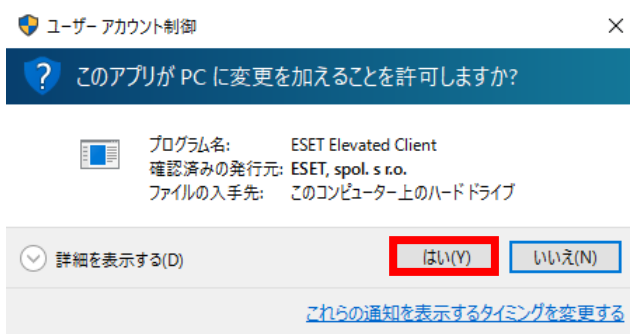 ユーザー アカウント制御
このアプリが PC に変更を加えることを許可しますか?
プログラム名: ESET Elevated Client
確認済みの発行元: ESET, spol. s r.o.
ファイルの入手先: このコンピューター上のハード ドライブ
詳細を表示する(D) はい(Y) いいえ(N)
これらの通知を表示するタイミングを変更する